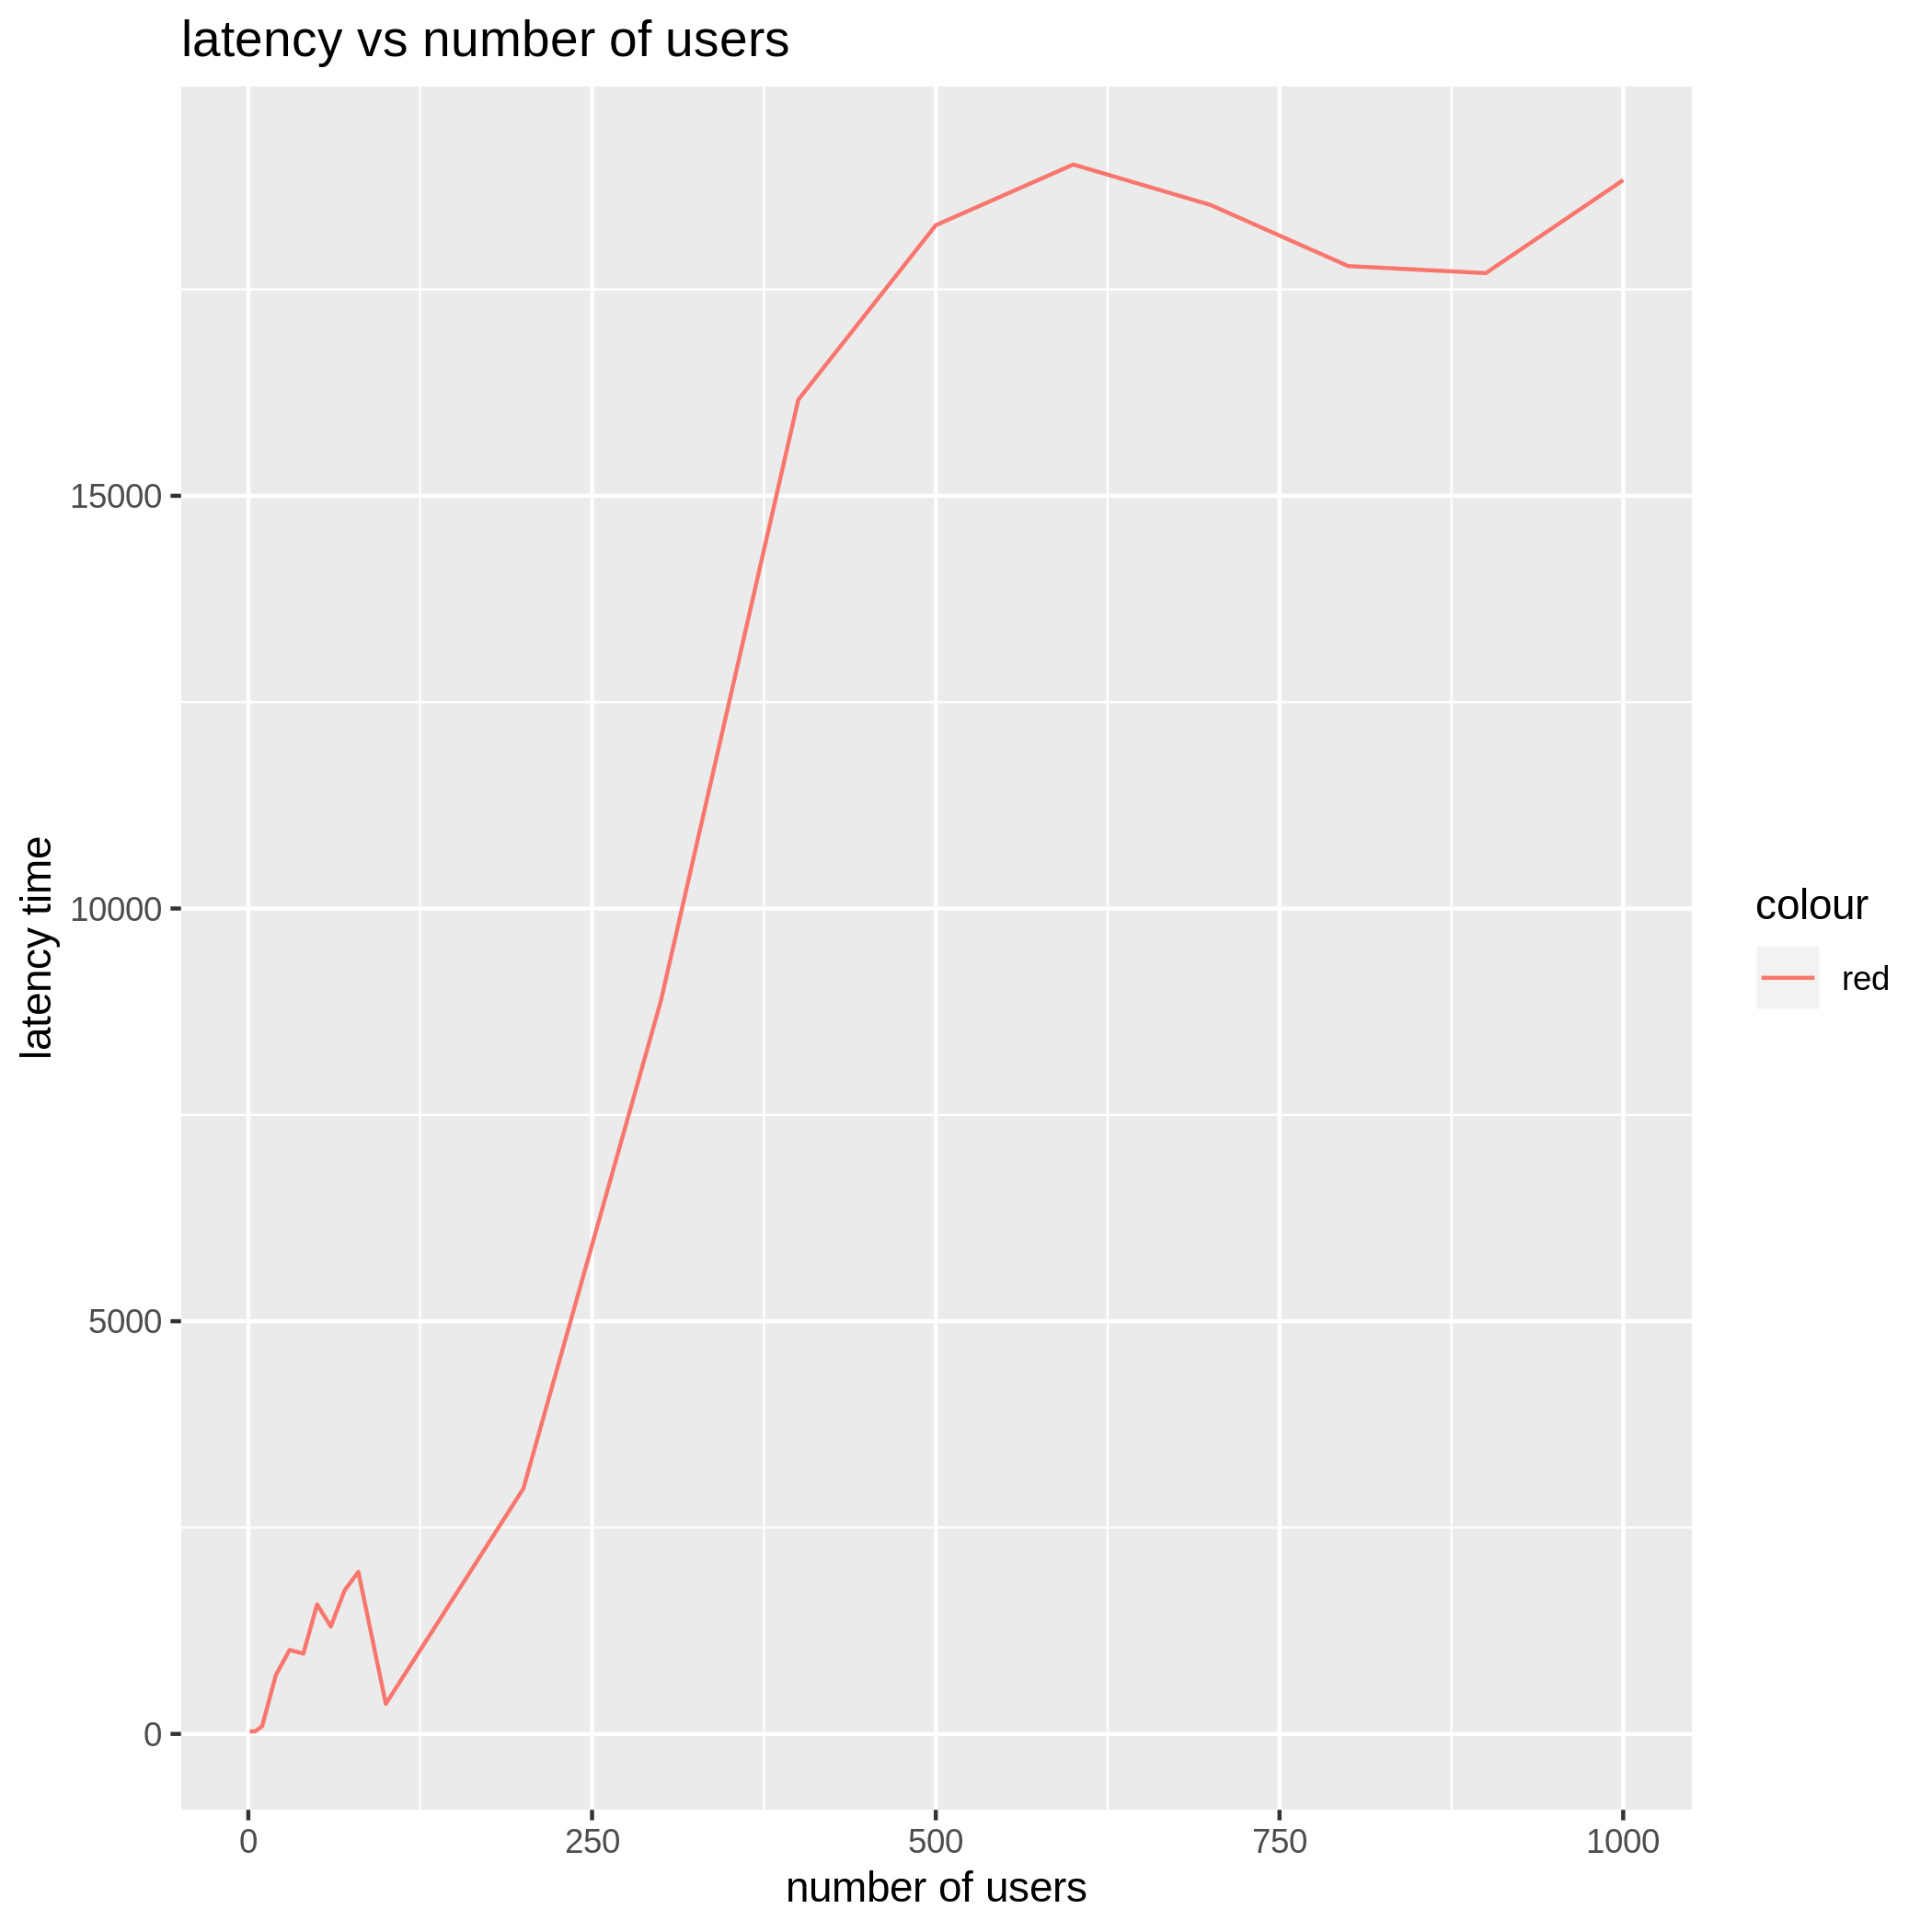 latency vs number of users
latency time
15000
10000
5000
0
0 250 500 750 1000
number of users
colour
red